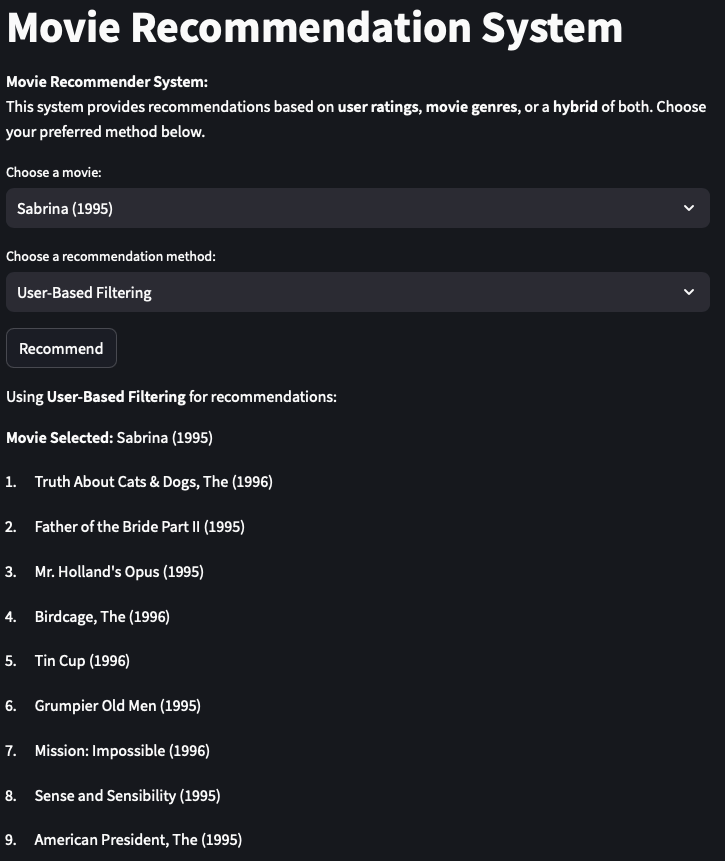 Movie Recommendation System
Movie Recommender System:
This system provides recommendations based on user ratings, movie genres, or a hybrid of both. Choose
your preferred method below.
Choose a movie:
Sabrina (1995)
Choose a recommendation method:
User-Based Filtering
Recommend
Using User-Based Filtering for recommendations:
Movie Selected: Sabrina (1995)
1. Truth About Cats & Dogs, The (1996)
2. Father of the Bride Part II (1995)
3. Mr. Holland's Opus (1995)
4. Birdcage, The (1996)
5. Tin Cup (1996)
6. Grumpier Old Men (1995)
7. Mission: Impossible (1996)
8. Sense and Sensibility (1995)
9. American President, The (1995)